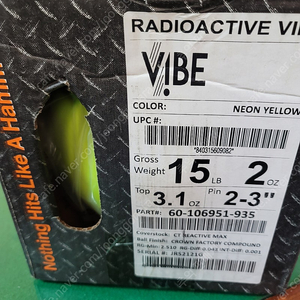 RADIOACTIVE VI
VIBE
COLOR: NEON YELLOW
UPC #:
*840315609082*
Gross Weight 15 LB 2 OZ
Top 3.1 OZ Pin 2-3"
PART#: 60-106951-935
Coverstock: CT REACTIVE MAX
Ball Finish: CROWN FACTORY COMPOUND
Nothing Hits Like A Hamm